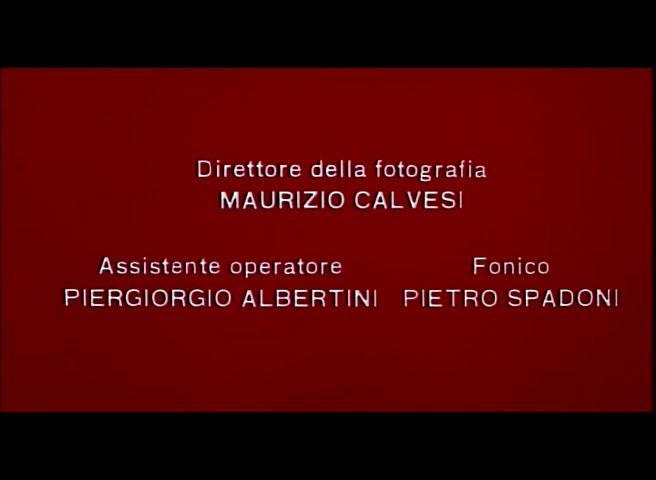 Direttore della fotografia
MAURIZIO CALVESI
Assistente operatore
PIERGIORGIO ALBERTINI
Fonico
PIETRO SPADONI